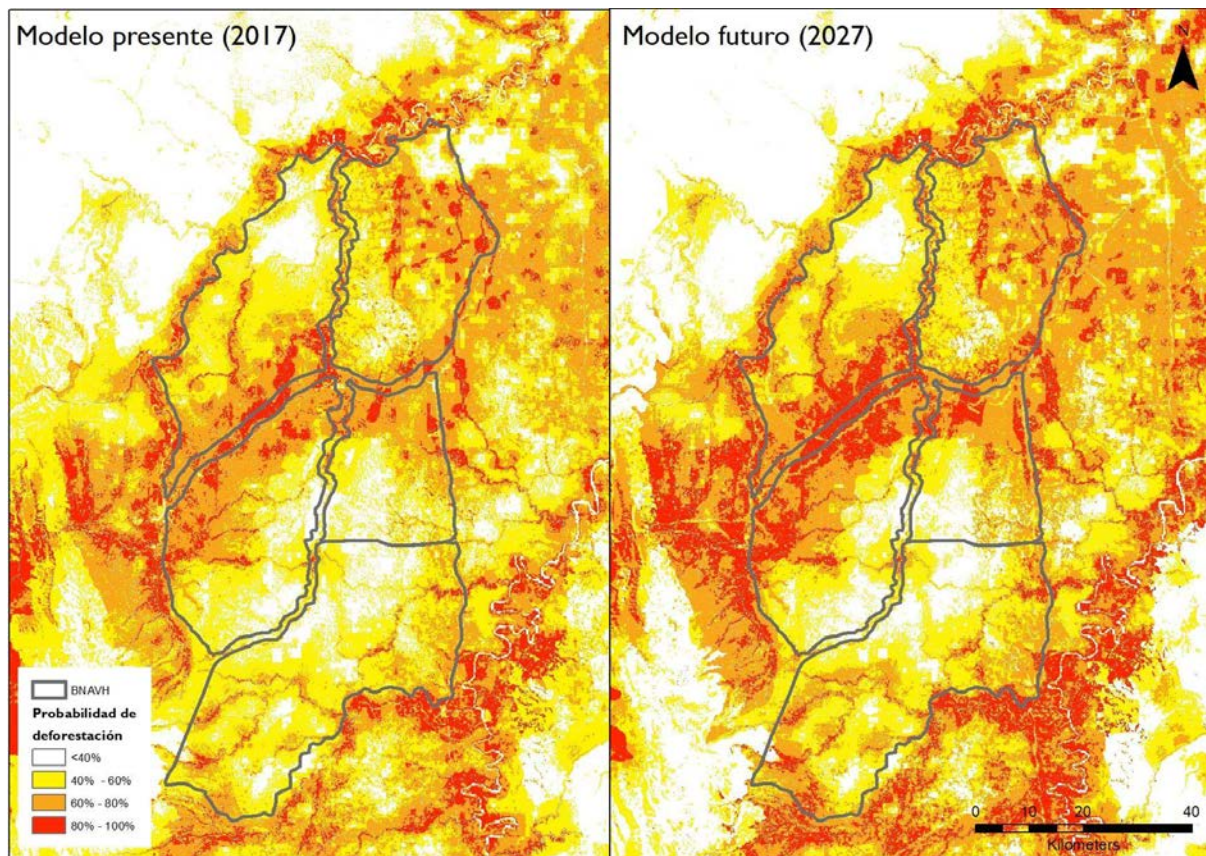 Modelo presente (2017)
Modelo futuro (2027)
N
BNAVH
Probabilidad de
deforestación
<40%
40% - 60%
60% - 80%
80% - 100%
0 10 20 40
Kilometers